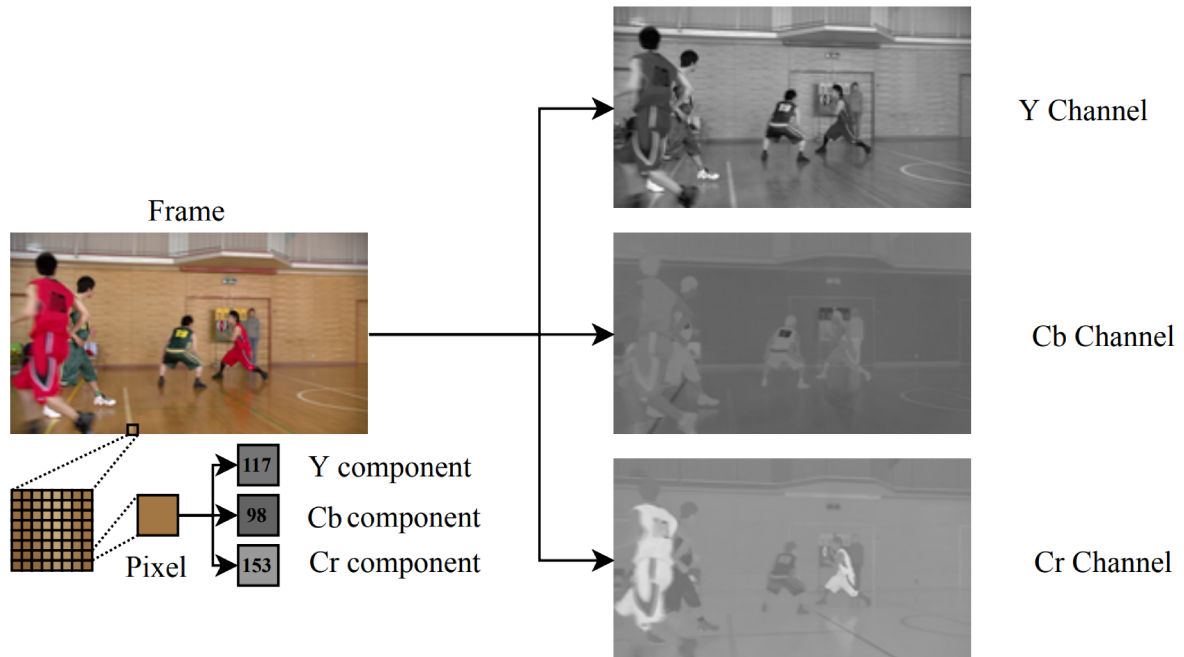 Y Channel
Frame
Cb Channel
117
Y component
98
Cb component
153
Cr component
Pixel
Cr Channel